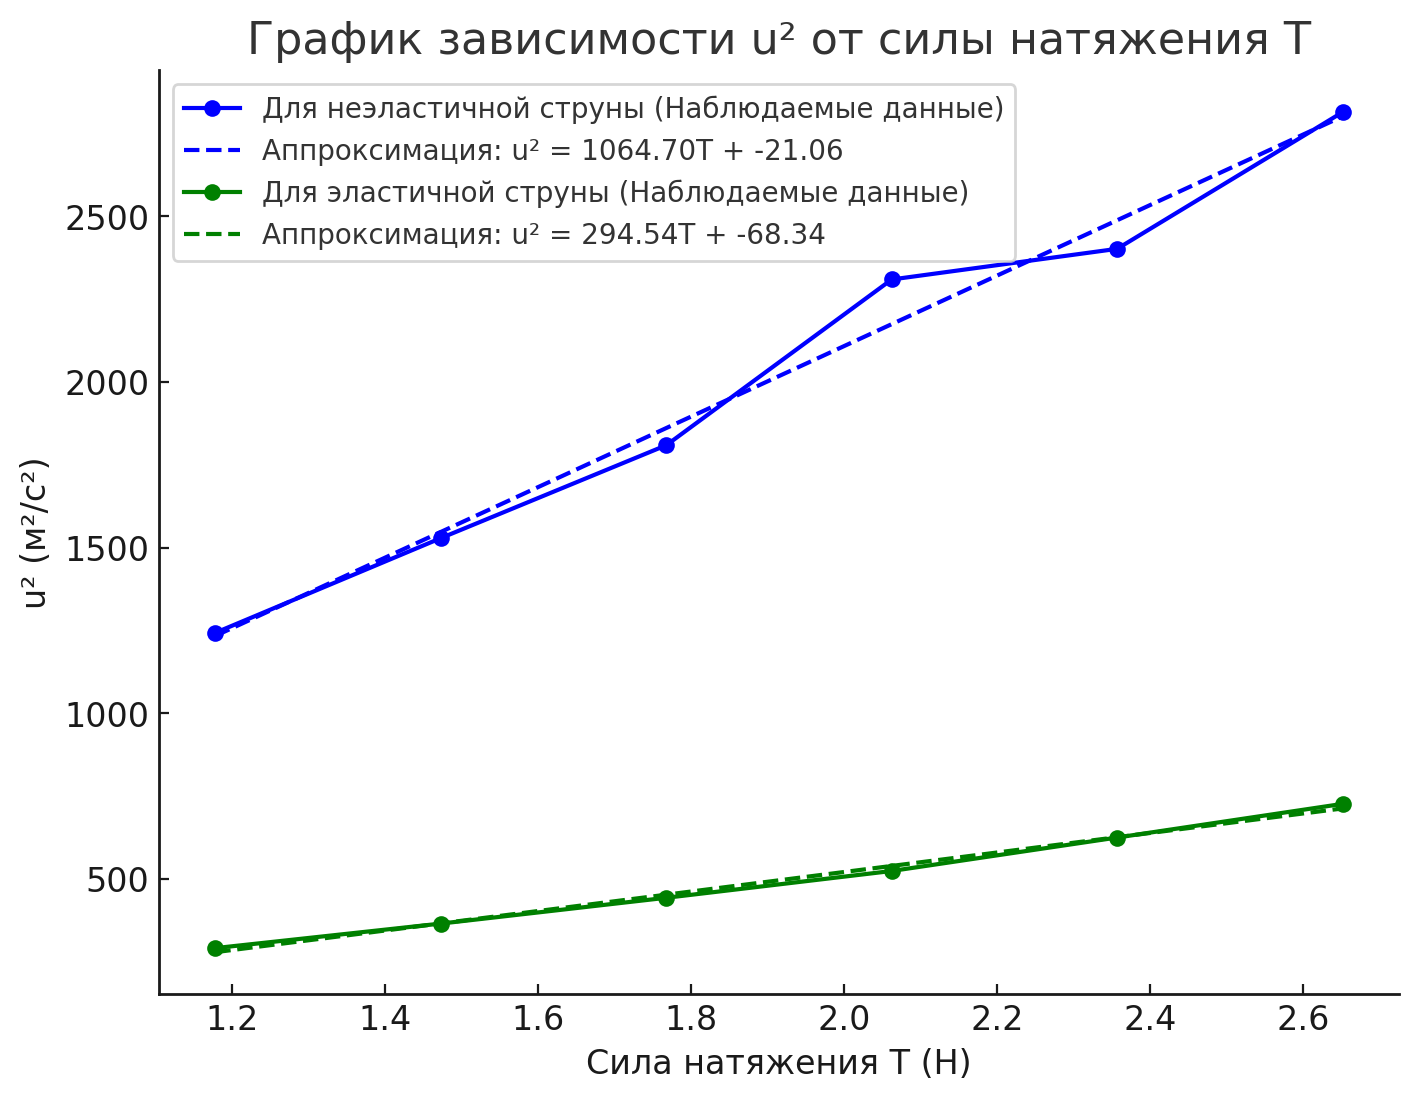 График зависимости u² от силы натяжения T
Для неэластичной струны (Наблюдаемые данные)
Аппроксимация: u² = 1064.70T + -21.06
Для эластичной струны (Наблюдаемые данные)
Аппроксимация: u² = 294.54T + -68.34
u² (м²/с²)
2500
2000
1500
1000
500
1.2 1.4 1.6 1.8 2.0 2.2 2.4 2.6
Сила натяжения T (Н)